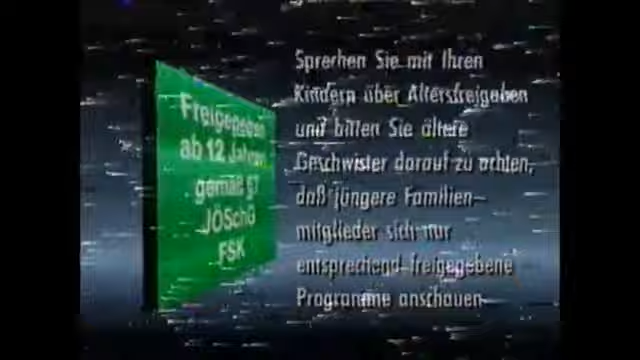 Freigegeben
ab 12 Jahren
gemäß §7
JÖSchG
FSK
Sprechen Sie mit Ihren
Kindern über Altersfreigaben
und bitten Sie ältere
Geschwister darauf zu achten,
daß jüngere Familien-
mitglieder sich nur
entsprechend freigegebene
Programme anschauen